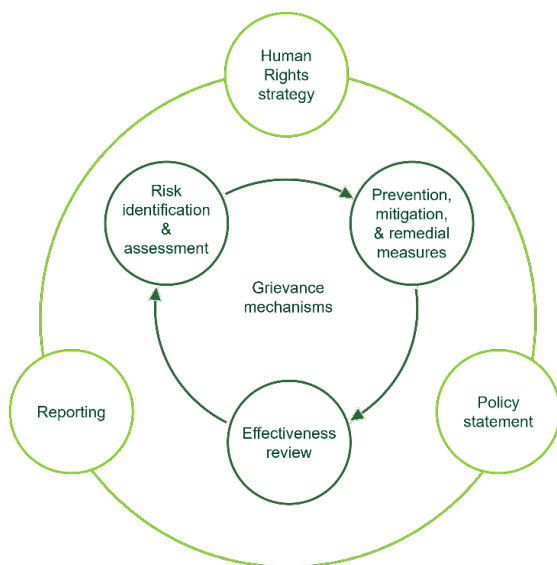 Human
Rights
strategy
Risk
identification
&
assessment
Prevention,
mitigation,
& remedial
measures
Grievance
mechanisms
Reporting
Effectiveness
review
Policy
statement